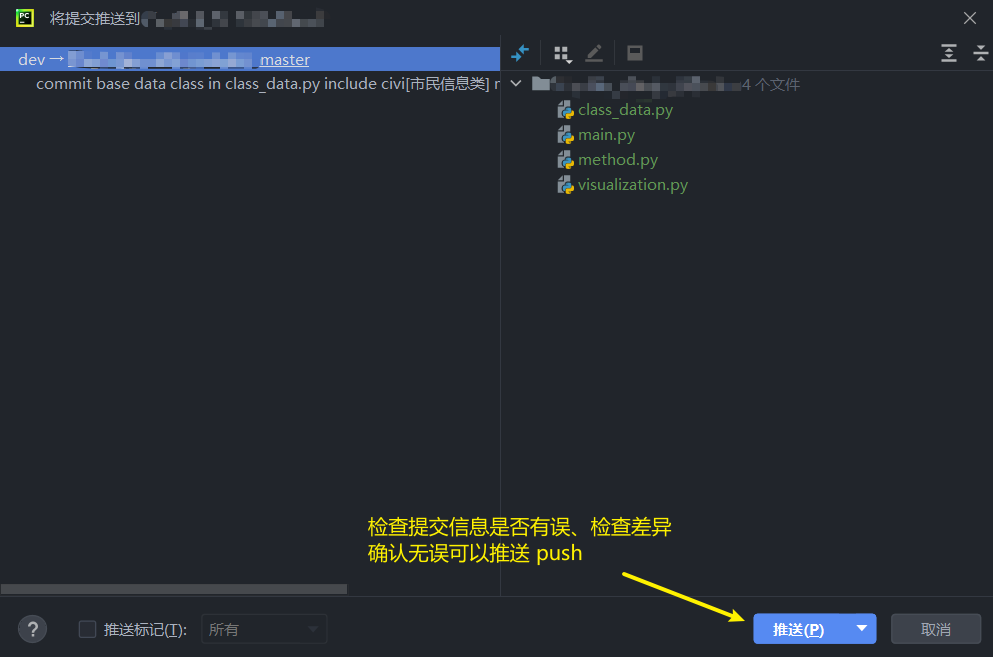 PC
将提交推送到
dev → master
commit base data class in class_data.py include civi[市民信息类]
4 个文件
class_data.py
main.py
method.py
visualization.py
检查提交信息是否有误、检查差异
确认无误可以推送 push
? 推送标记(T): 所有 推送(P) 取消